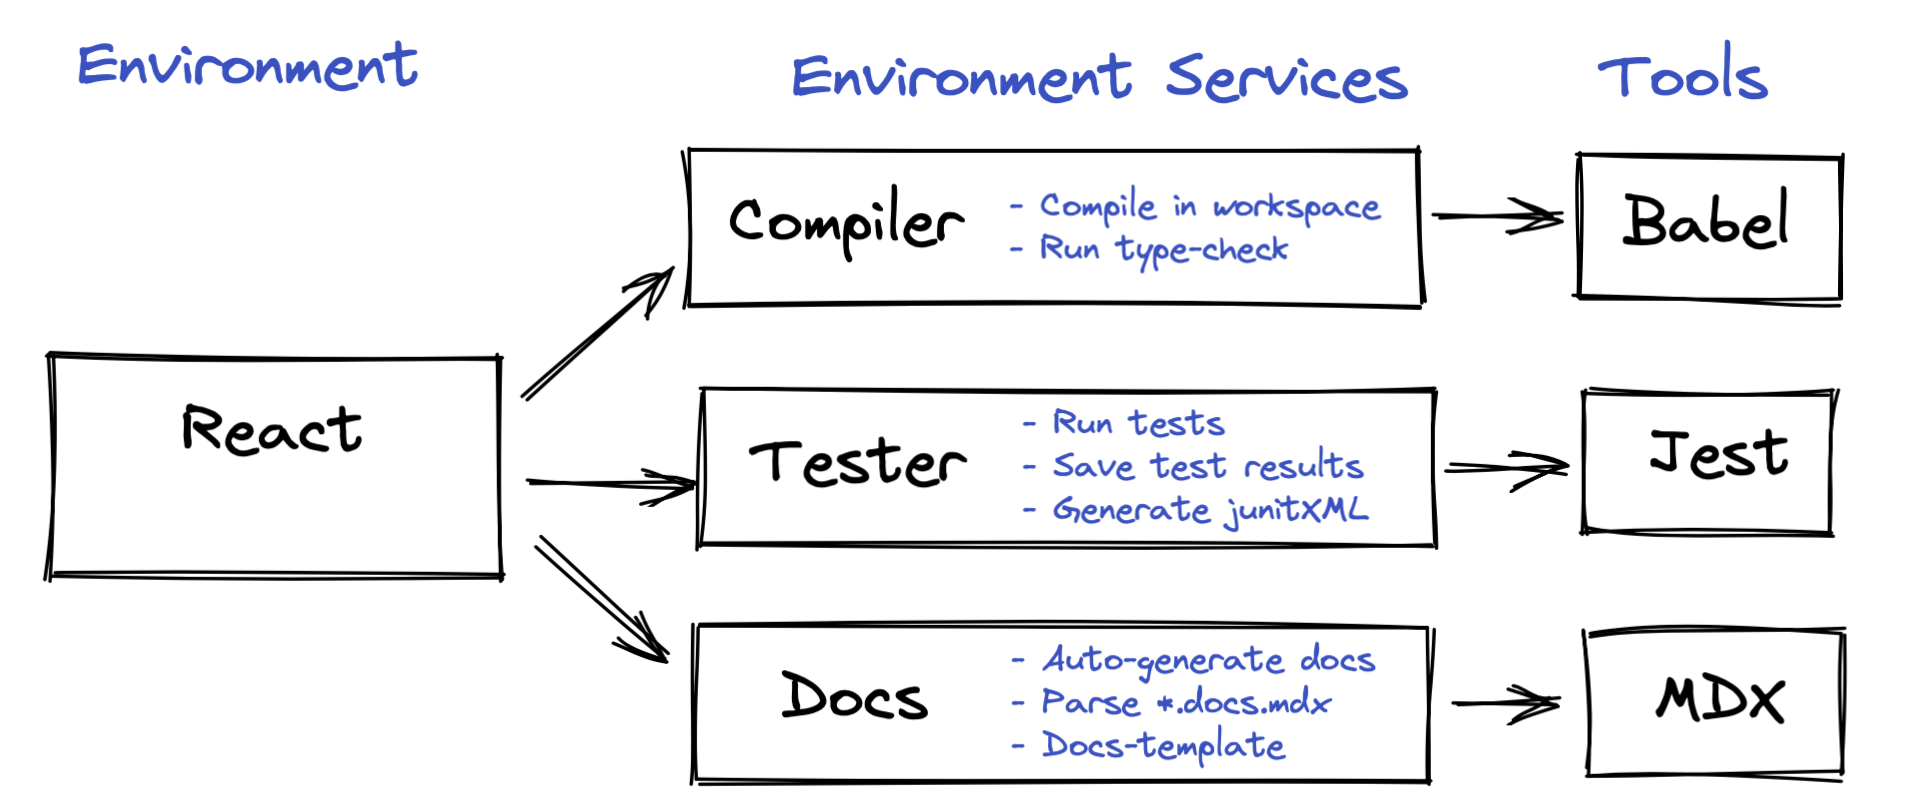 Environment
Environment Services
Tools
Compiler
- Compile in workspace
- Run type-check
Babel
React
Tester
- Run tests
- Save test results
- Generate junitXML
Jest
Docs
- Auto-generate docs
- Parse *.docs.mdx
- Docs-template
MDX